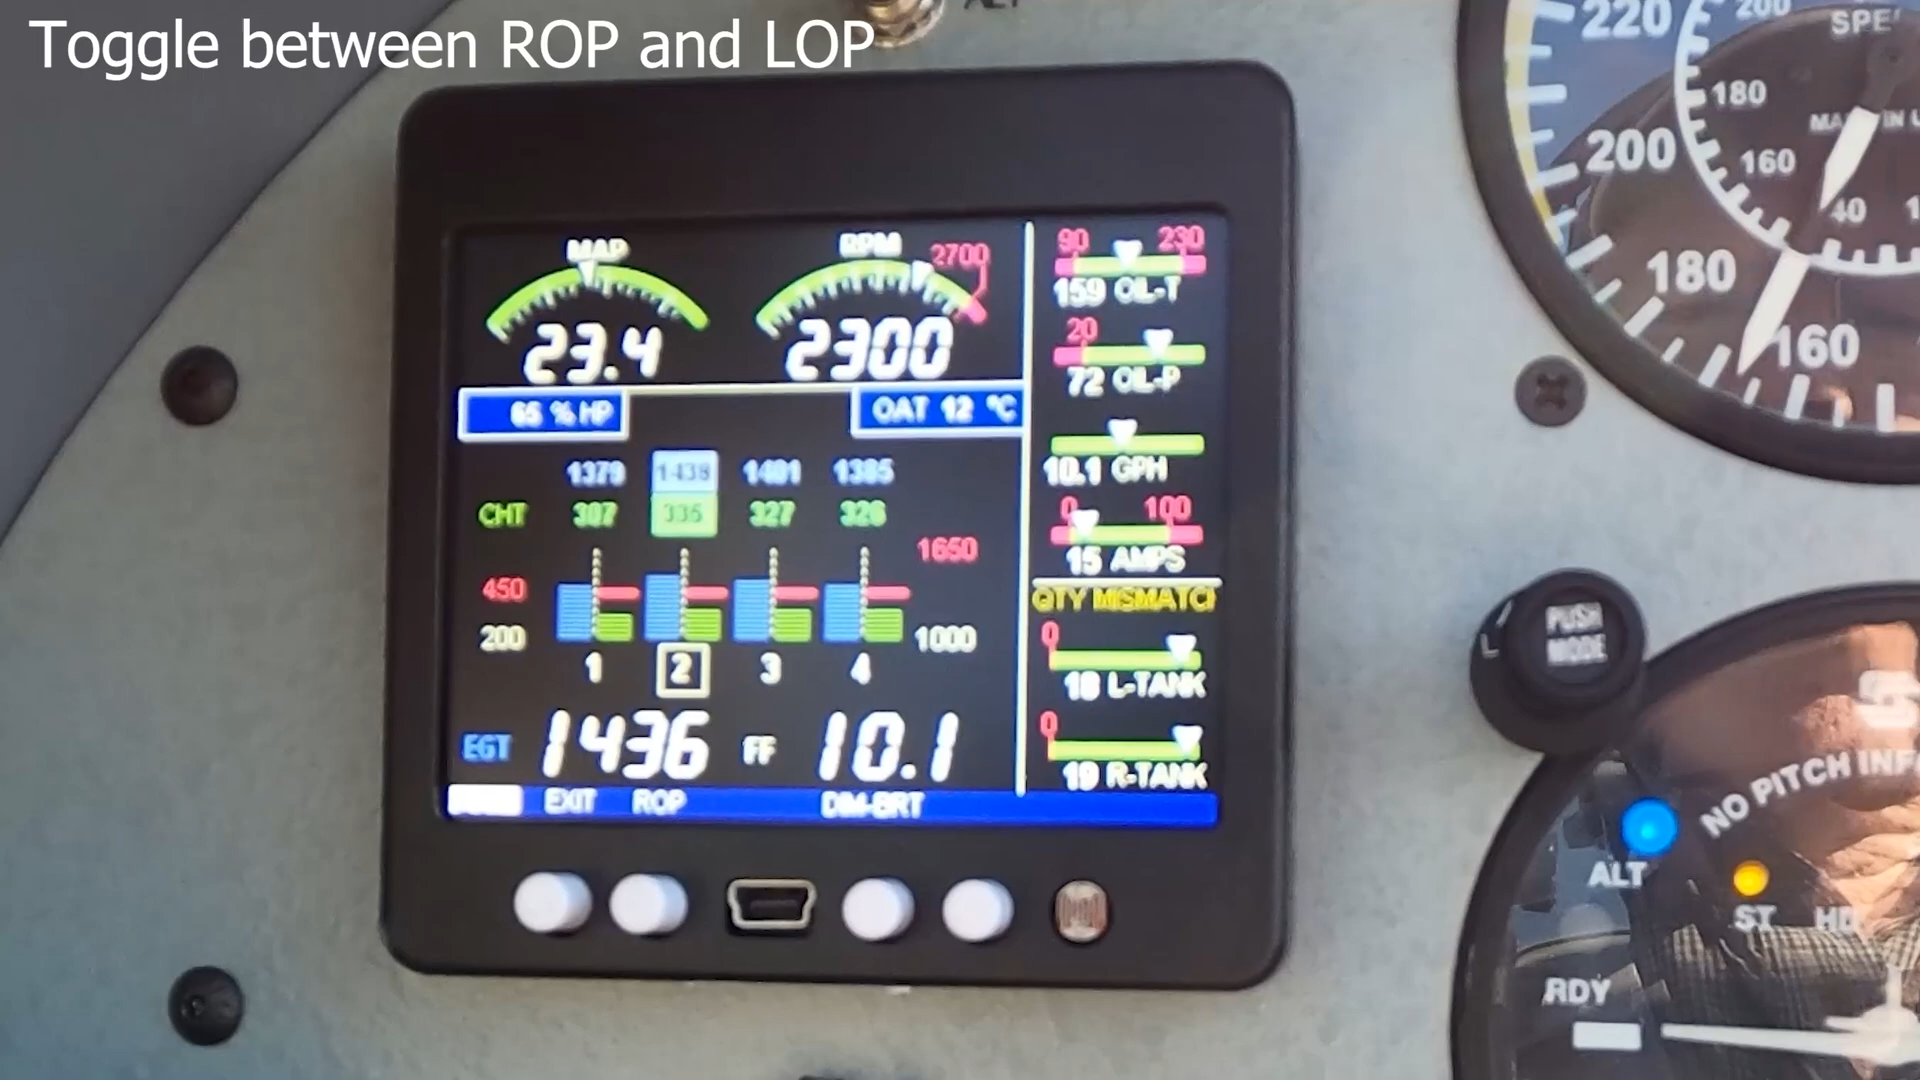 Toggle between ROP and LOP
MAP
23.4
RPM
2700
2300
65 % HP
OAT 12 °C
1379 1438 1401 1385
CHT 307 335 327 326
1650
450
200
1000
1 2 3 4
EGT 1436 FF 10.1
EXIT ROP DIM-BRT
90 230
159 OIL-T
20
72 OIL-P
10.1 GPH
0 100
15 AMPS
QTY MISMATCH
0
18 L-TANK
0
19 R-TANK
220
200
180
160
200
180
160
40
L
PUSH
MODE
NO PITCH
ALT
ST
RDY